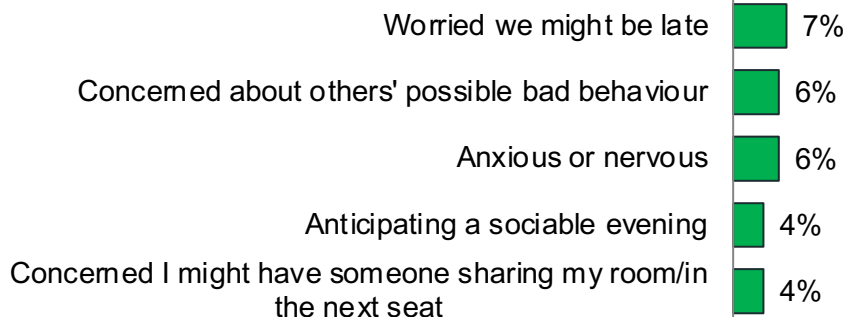 Worried we might be late 7%
Concerned about others' possible bad behaviour 6%
Anxious or nervous 6%
Anticipating a sociable evening 4%
Concerned I might have someone sharing my room/in
the next seat 4%